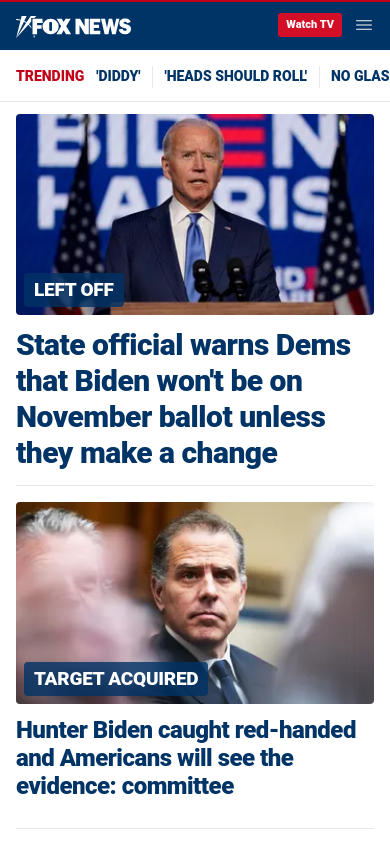 FOX NEWS
Watch TV
TRENDING 'DIDDY' 'HEADS SHOULD ROLL' NO GLAS
BIDEN
HARRIS
LEFT OFF
State official warns Dems
that Biden won't be on
November ballot unless
they make a change
TARGET ACQUIRED
Hunter Biden caught red-handed
and Americans will see the
evidence: committee